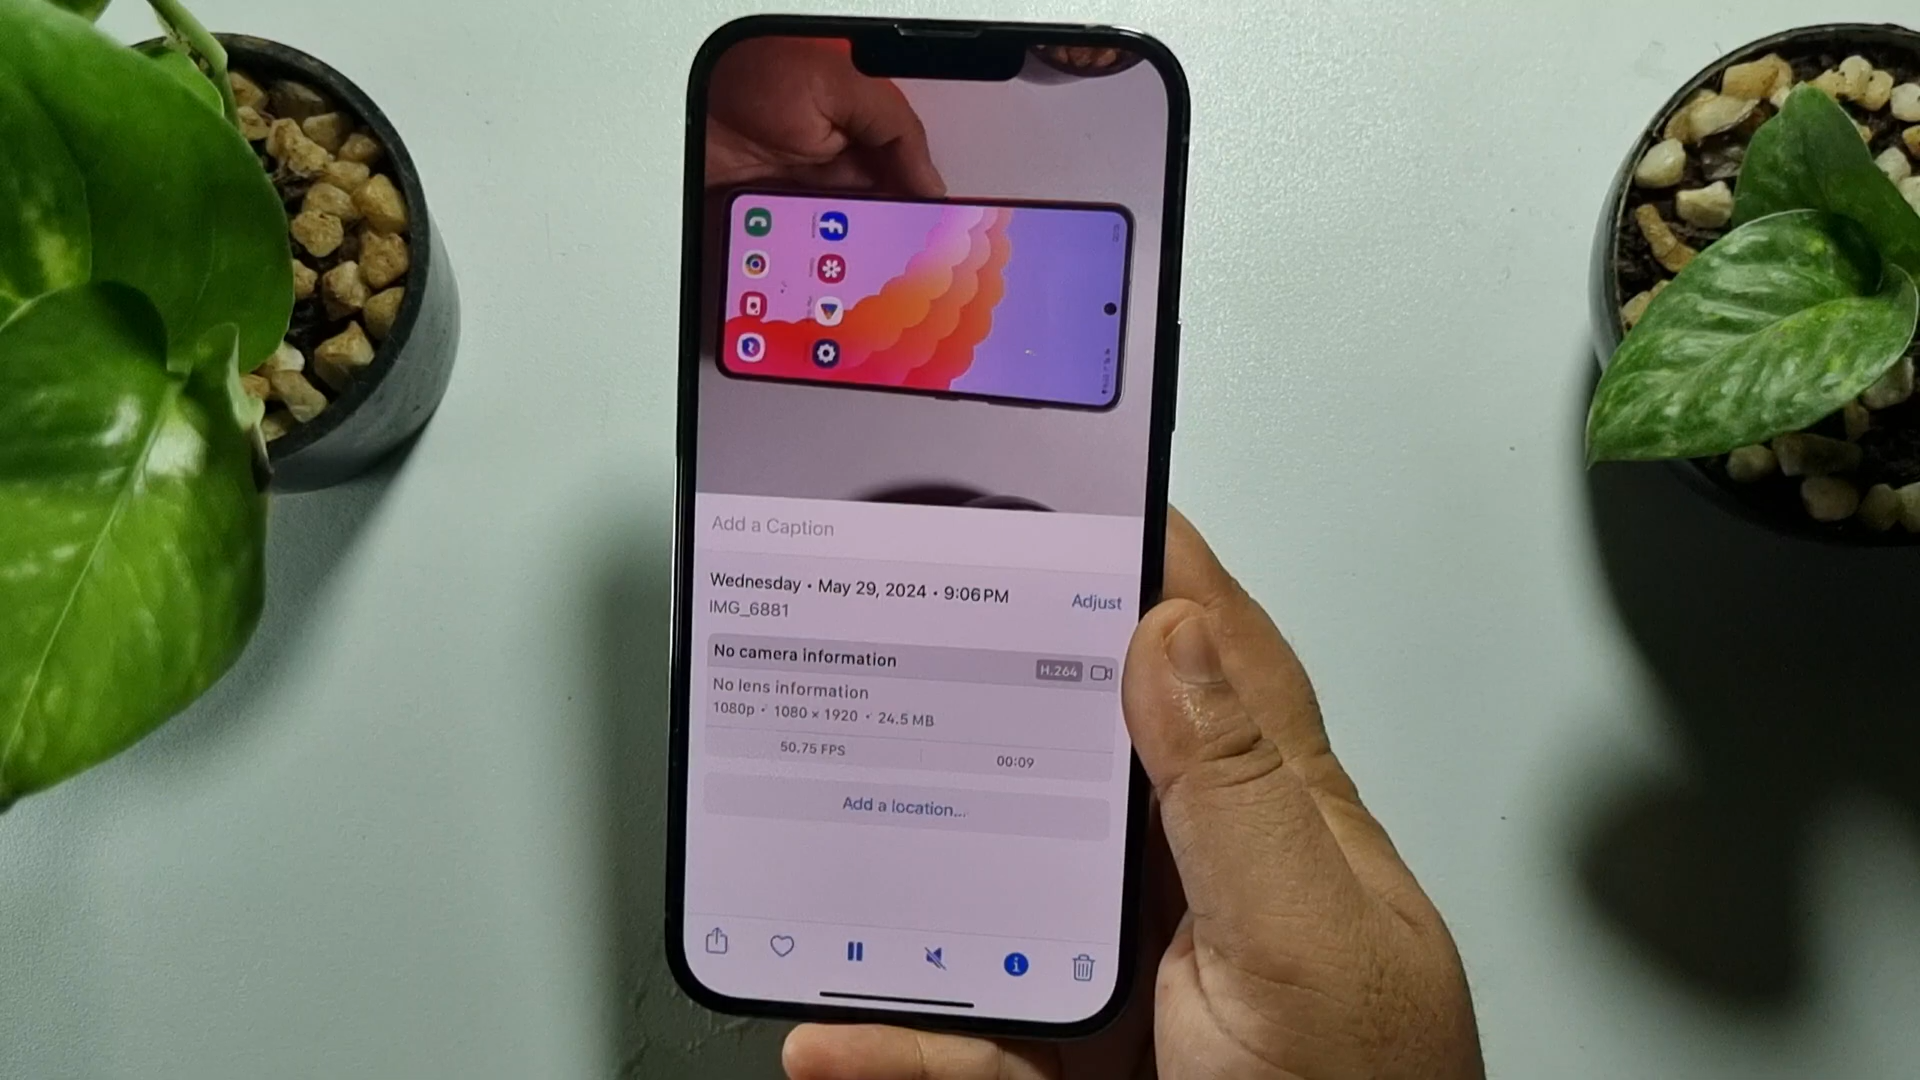 Add a Caption
Wednesday • May 29, 2024 • 9:06 PM
Adjust
IMG_6881
No camera information
H.264
No lens information
1080p • 1080 × 1920 • 24.5 MB
50.75 FPS
00:09
Add a location...